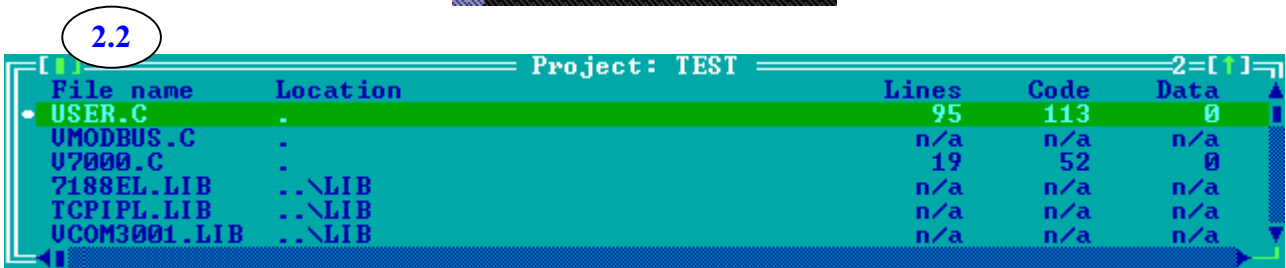 2.2
[ ] Project: TEST 2=[↑]
File name Location Lines Code Data
USER.C . 95 113 0
VMODBUS.C . n/a n/a n/a
V7000.C . 19 52 0
7188EL.LIB ..\LIB n/a n/a n/a
TCPIPL.LIB ..\LIB n/a n/a n/a
VCOM3001.LIB ..\LIB n/a n/a n/a